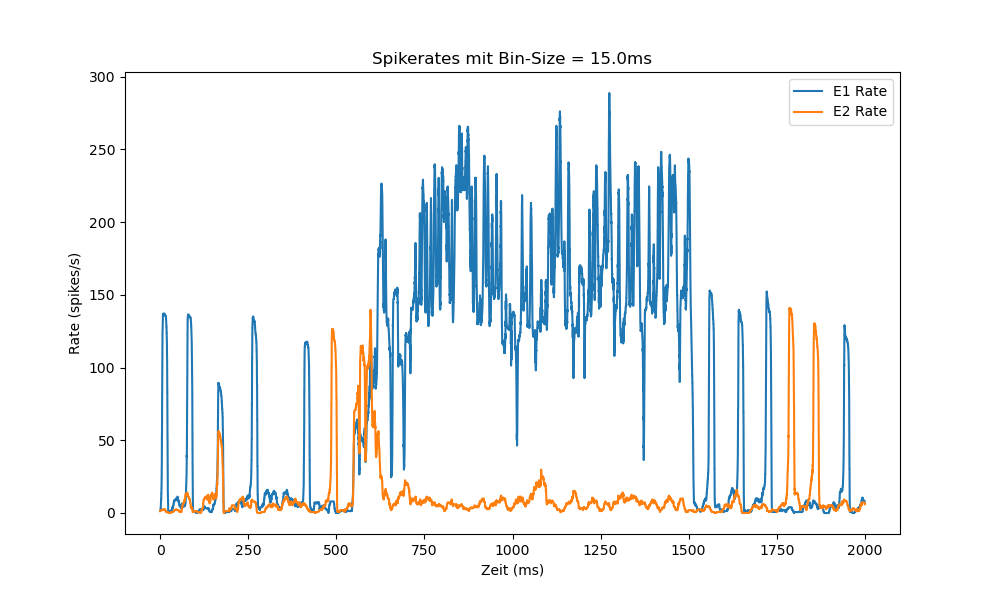 Spikerates mit Bin-Size = 15.0ms
E1 Rate
E2 Rate
Rate (spikes/s)
300
250
200
150
100
50
0
0 250 500 750 1000 1250 1500 1750 2000
Zeit (ms)